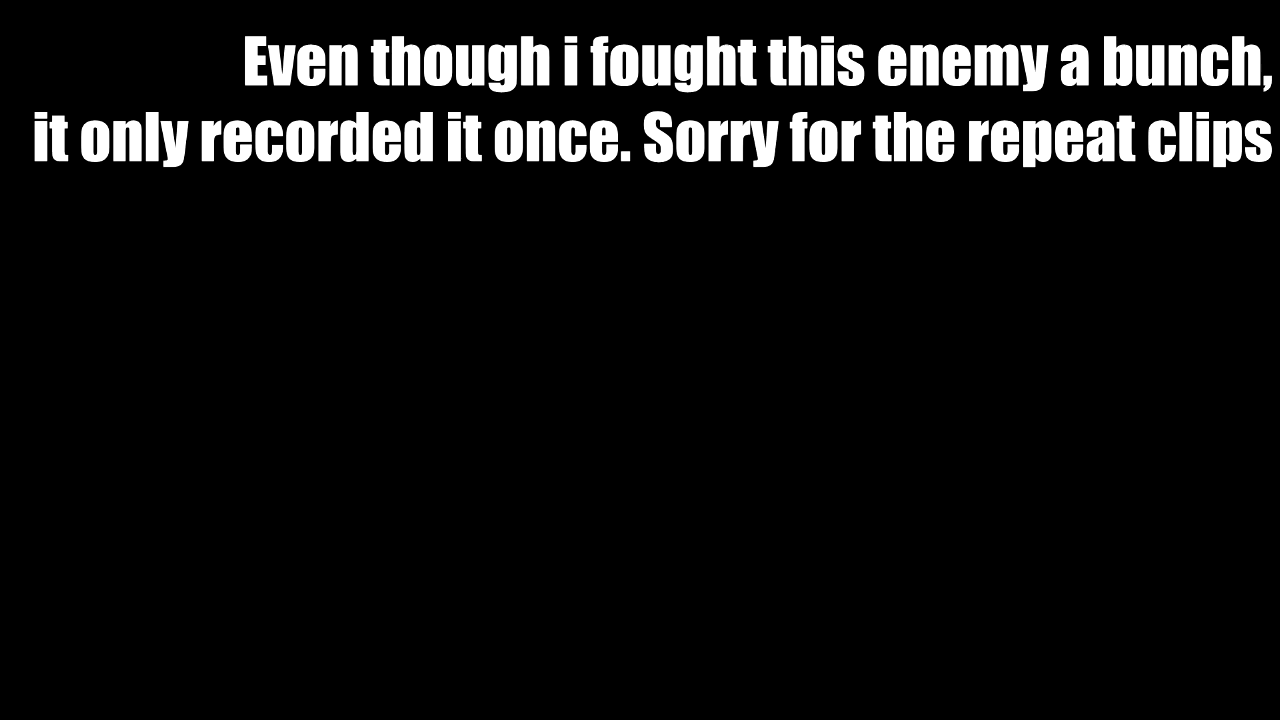 Even though i fought this enemy a bunch,
it only recorded it once. Sorry for the repeat clips